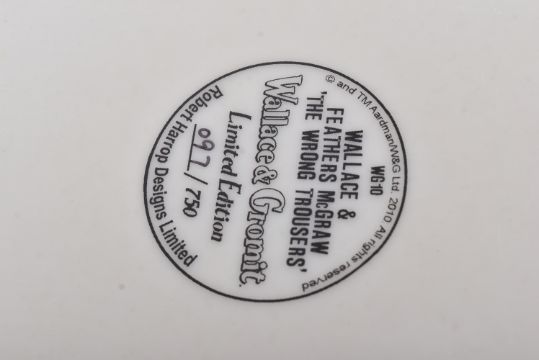 © and TM Aardman/W&G Ltd. 2010. All rights reserved
WG10
WALLACE &
FEATHERS McGRAW
'THE WRONG TROUSERS'
Wallace & Gromit
Limited Edition
097/750
Robert Harrop Designs Limited